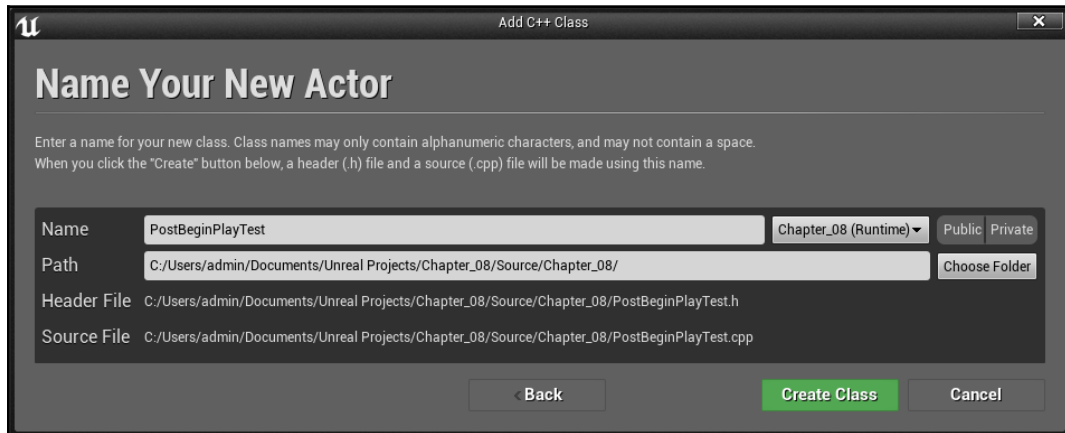 Add C++ Class
Name Your New Actor
Enter a name for your new class. Class names may only contain alphanumeric characters, and may not contain a space.
When you click the "Create" button below, a header (.h) file and a source (.cpp) file will be made using this name.
Name PostBeginPlayTest Chapter_08 (Runtime) Public Private
Path C:/Users/admin/Documents/Unreal Projects/Chapter_08/Source/Chapter_08/ Choose Folder
Header File C:/Users/admin/Documents/Unreal Projects/Chapter_08/Source/Chapter_08/PostBeginPlayTest.h
Source File C:/Users/admin/Documents/Unreal Projects/Chapter_08/Source/Chapter_08/PostBeginPlayTest.cpp
< Back Create Class Cancel